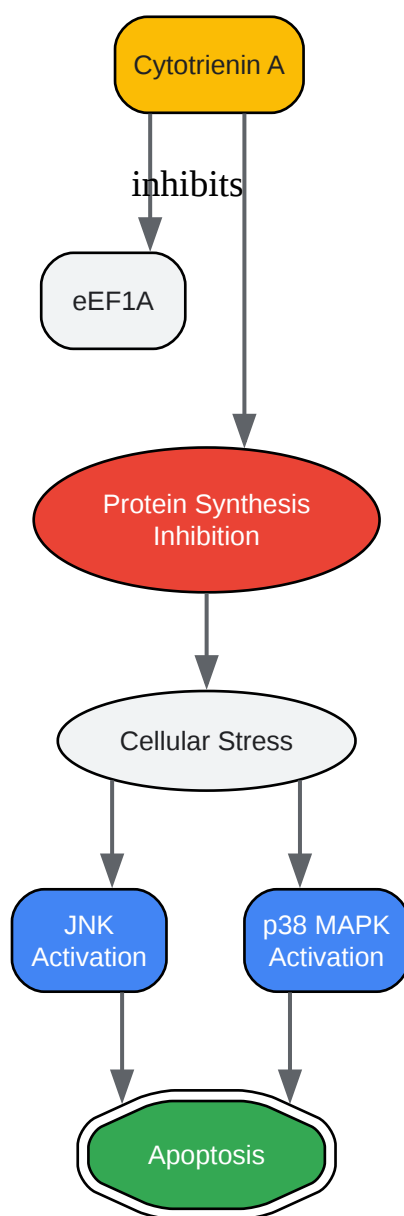 Cytotrienin A
inhibits
eEF1A
Protein Synthesis
Inhibition
Cellular Stress
JNK
Activation
p38 MAPK
Activation
Apoptosis